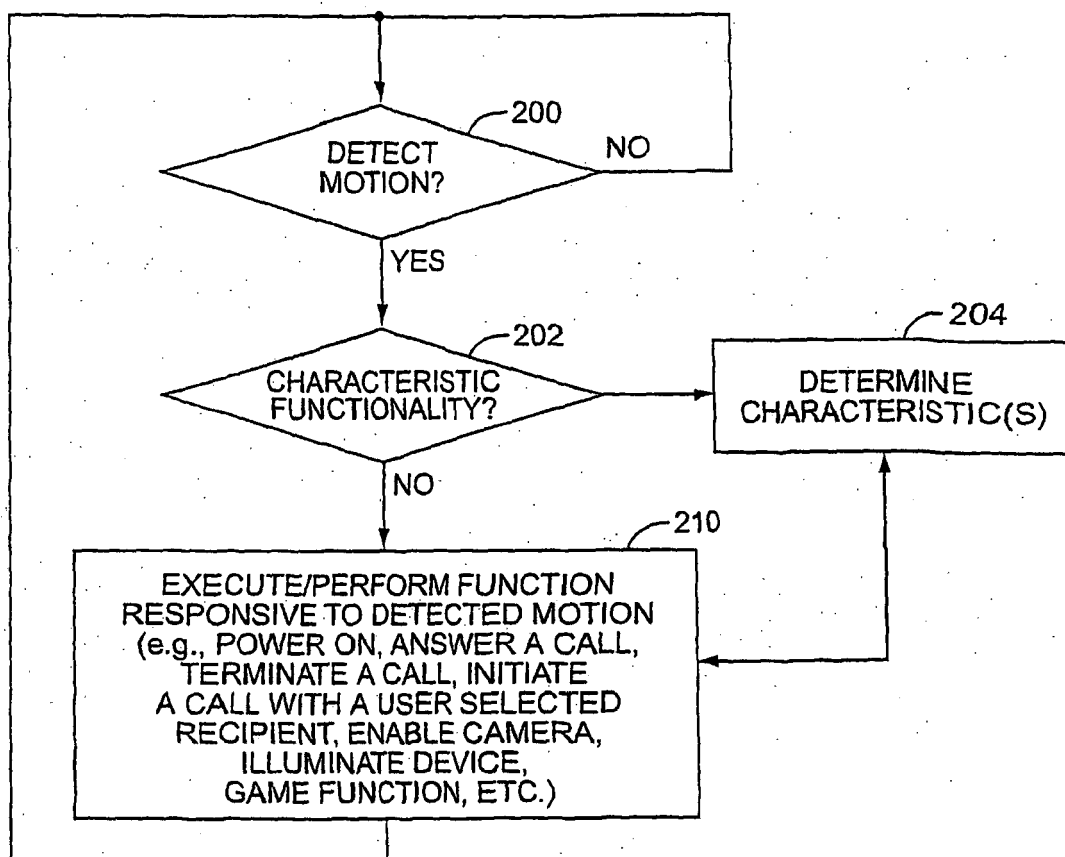 200
DETECT
MOTION?
NO
YES
202
CHARACTERISTIC
FUNCTIONALITY?
204
DETERMINE
CHARACTERISTIC(S)
NO
210
EXECUTE/PERFORM FUNCTION
RESPONSIVE TO DETECTED MOTION
(e.g., POWER ON, ANSWER A CALL,
TERMINATE A CALL, INITIATE
A CALL WITH A USER SELECTED
RECIPIENT, ENABLE CAMERA,
ILLUMINATE DEVICE,
GAME FUNCTION, ETC.)